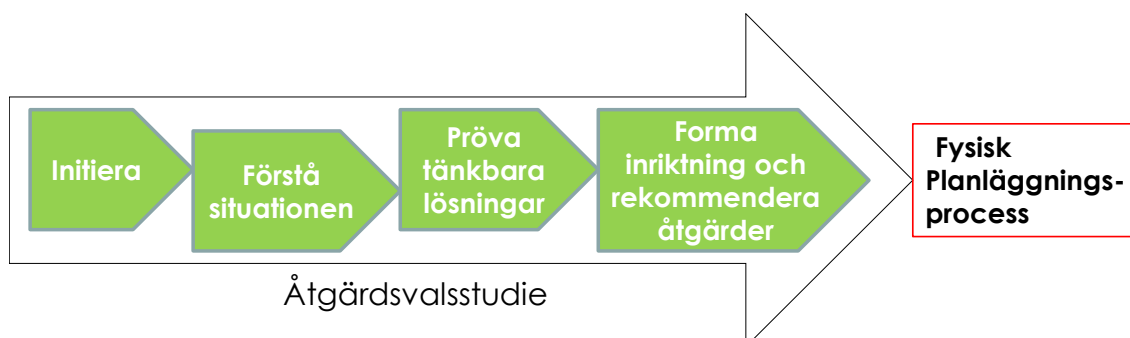 Initiera
Förstå
situationen
Pröva
tänkbara
lösningar
Forma
inriktning och
rekommendera
åtgärder
Fysisk
Planläggnings-
process
Åtgärdsvalsstudie